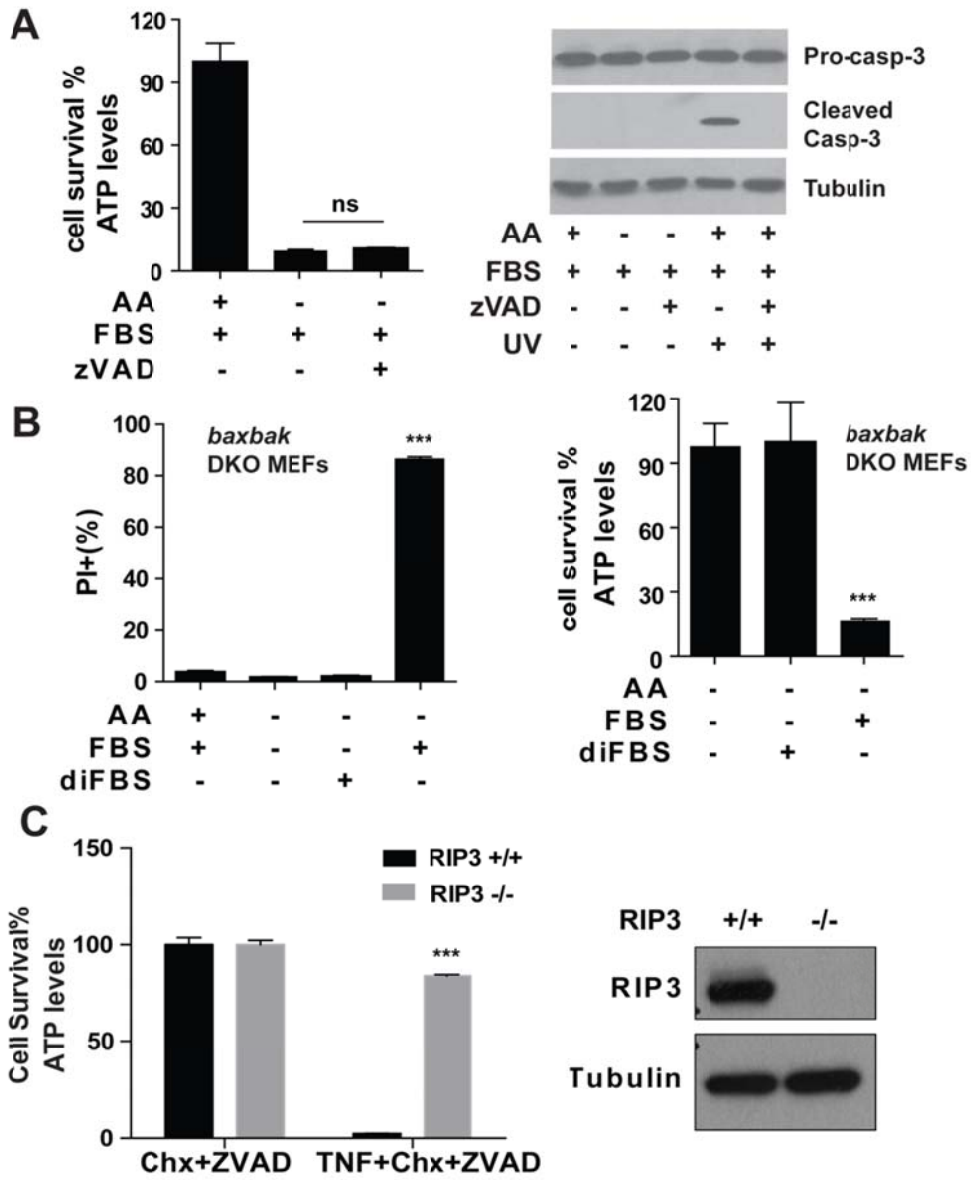 A
cell survival %
ATP levels
120
90
60
30
0
ns
AA + - -
FBS + + +
zVAD - - +
Pro-casp-3
Cleaved
Casp-3
Tubulin
AA + - - + +
FBS + + + + +
zVAD - - + - +
UV - - - + +
B
PI+(%)
100
80
60
40
20
0
baxbak
DKO MEFs
***
AA + - - -
FBS + - - +
diFBS - - + -
cell survival %
ATP levels
120
90
60
30
0
baxbak
DKO MEFs
***
AA - - -
FBS - - +
diFBS - + -
C
Cell Survival%
ATP levels
150
100
50
0
RIP3 +/+
RIP3 -/-
***
Chx+ZVAD TNF+Chx+ZVAD
RIP3 +/+ -/-
RIP3
Tubulin